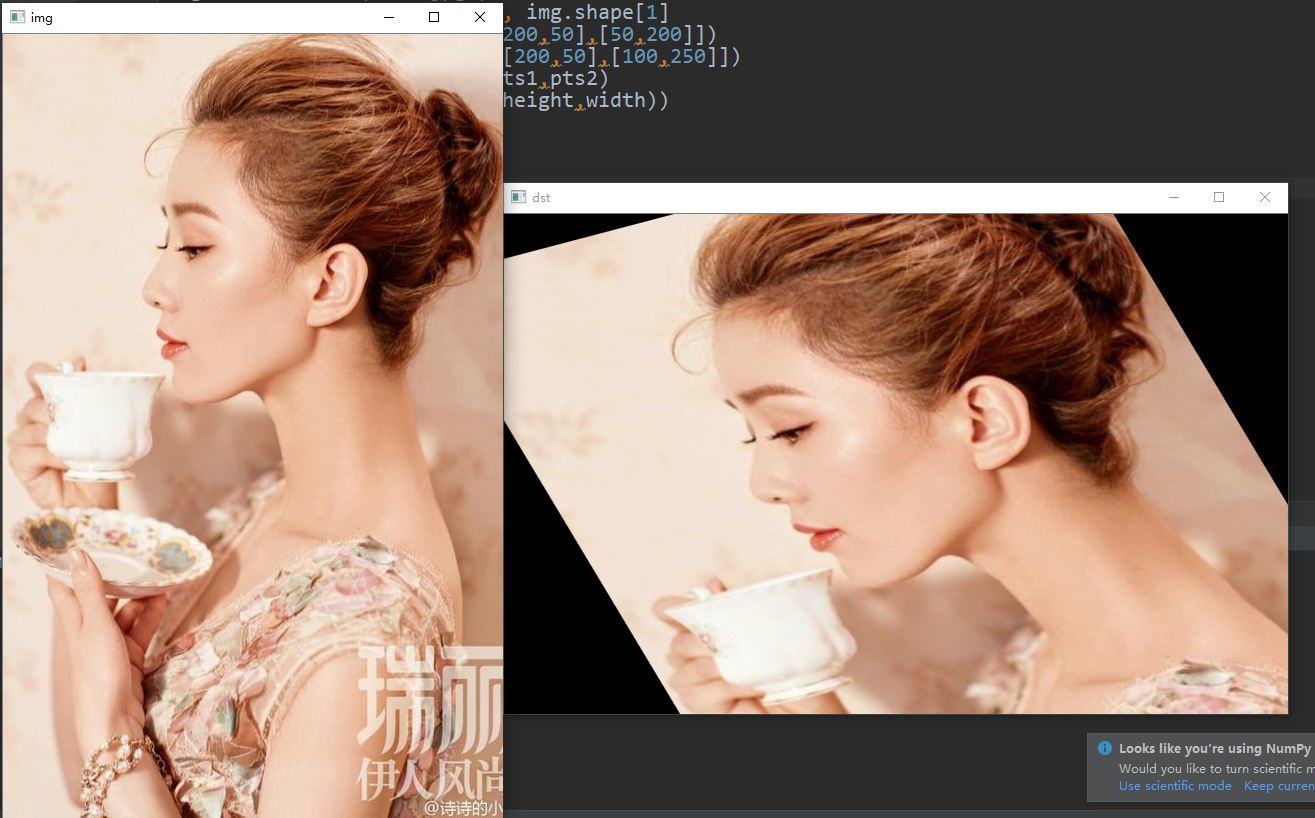 img
, img.shape[1]
200,50],[50,200]])
[200,50],[100,250]])
ts1,pts2)
height,width))
dst
瑞丽
伊人风尚
@诗诗的小
Looks like you're using NumPy
Would you like to turn scientific m
Use scientific mode Keep curren